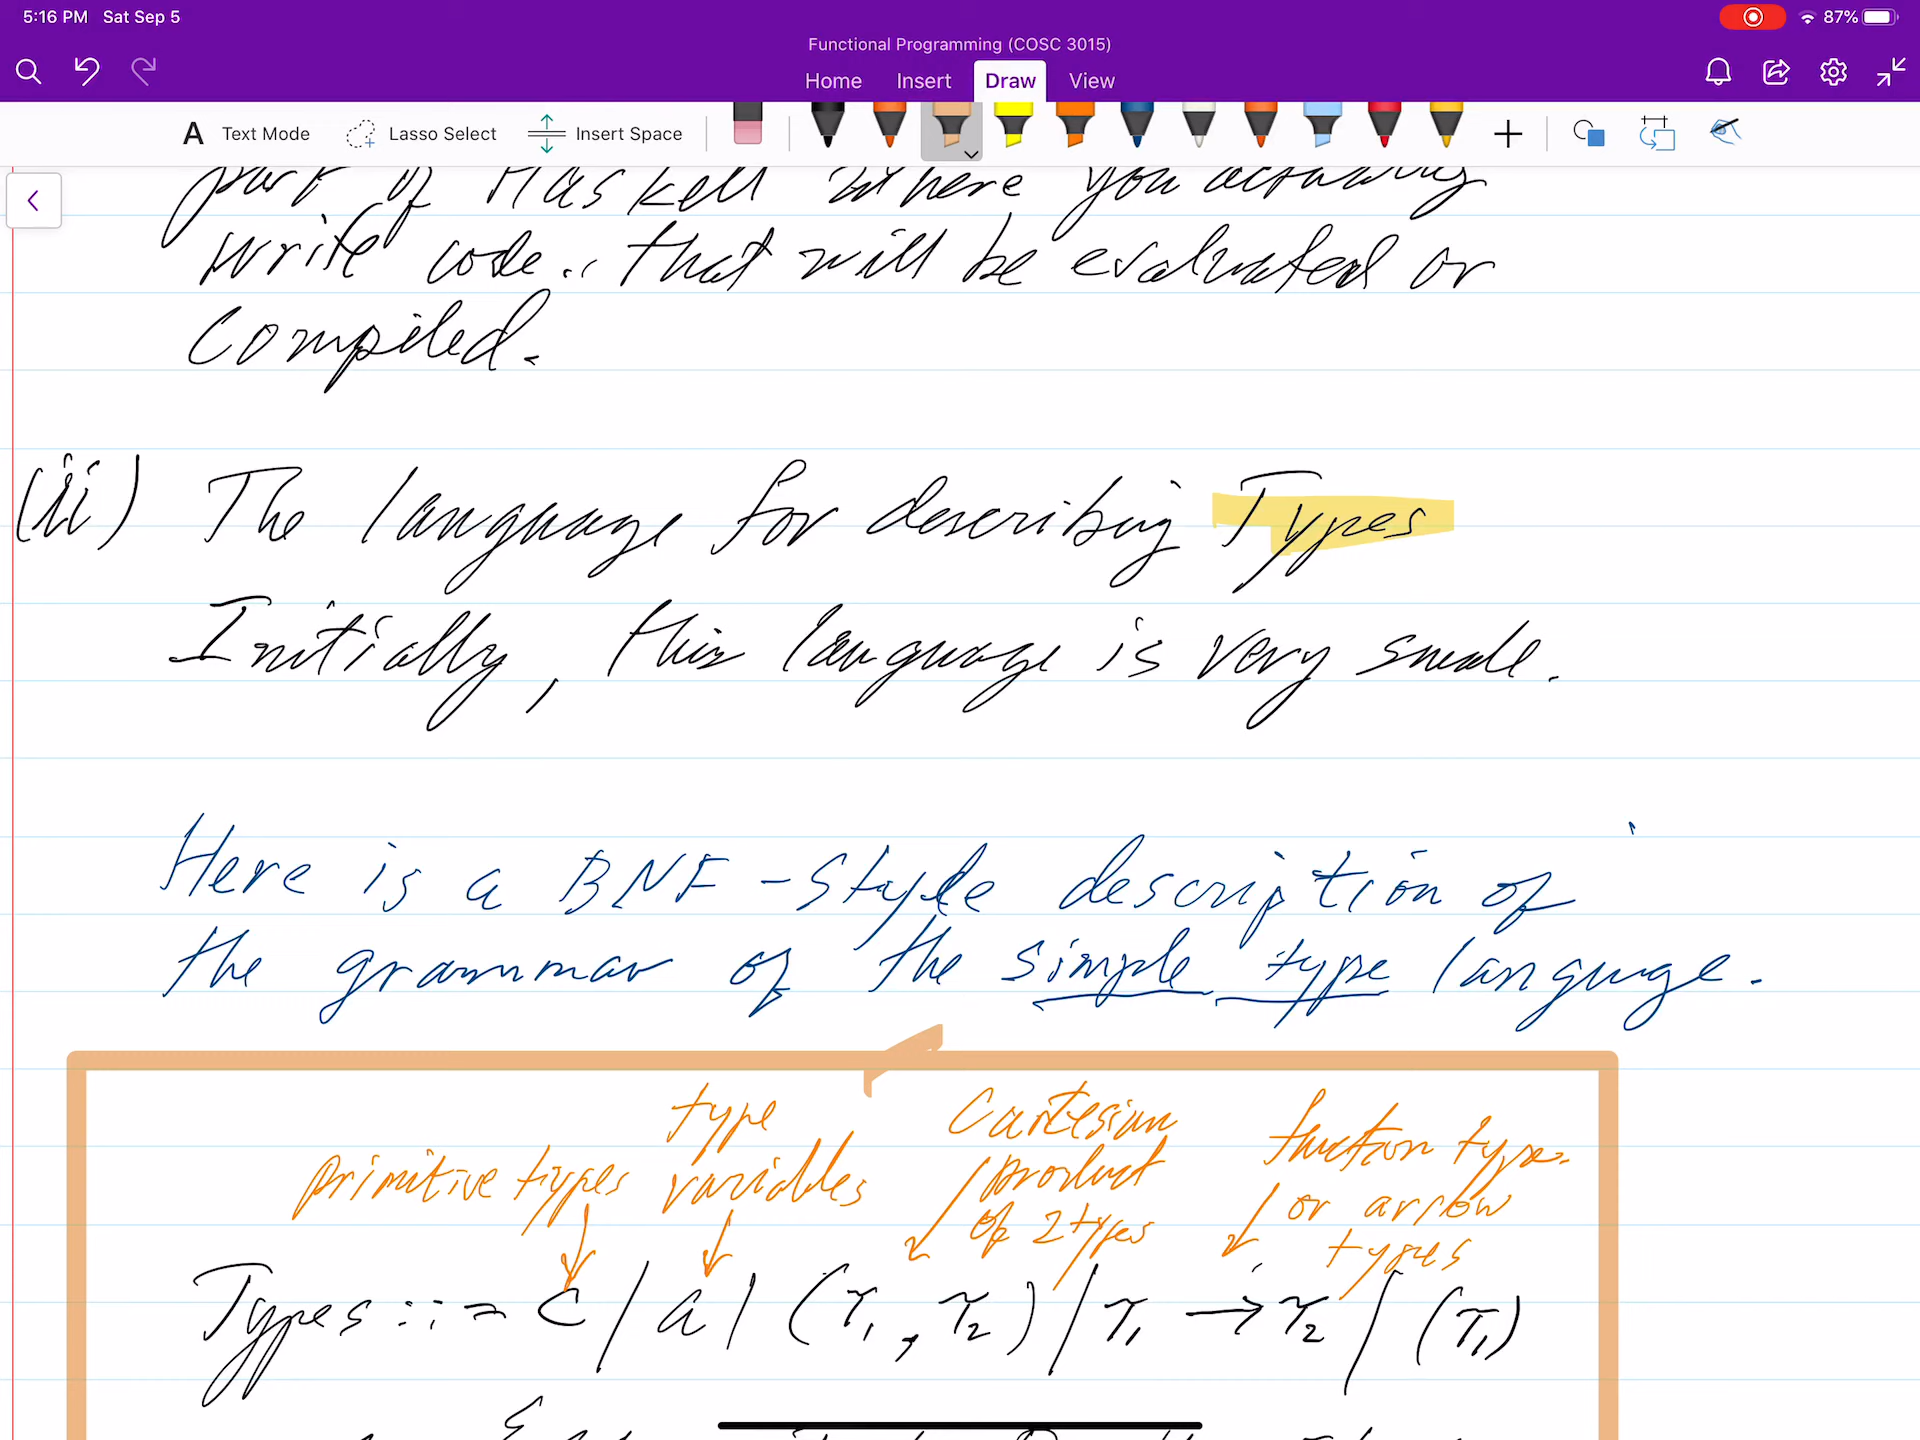 5:16 PM Sat Sep 5
87%
Functional Programming (COSC 3015)
Home Insert Draw View
A Text Mode Lasso Select Insert Space
part of Haskell where you actually
write code.. that will be evaluated or
Compiled.
(ii) The language for describing Types
Initially, this language is very small.
Here is a BNF-Style description of
the grammar of the simple type language.
primitive types
type
variables
Cartesian
product
of 2 types
function types
or arrow
types
Types ::= C | a | (τ₁, τ₂) | τ₁ → τ₂ | (τ₁)